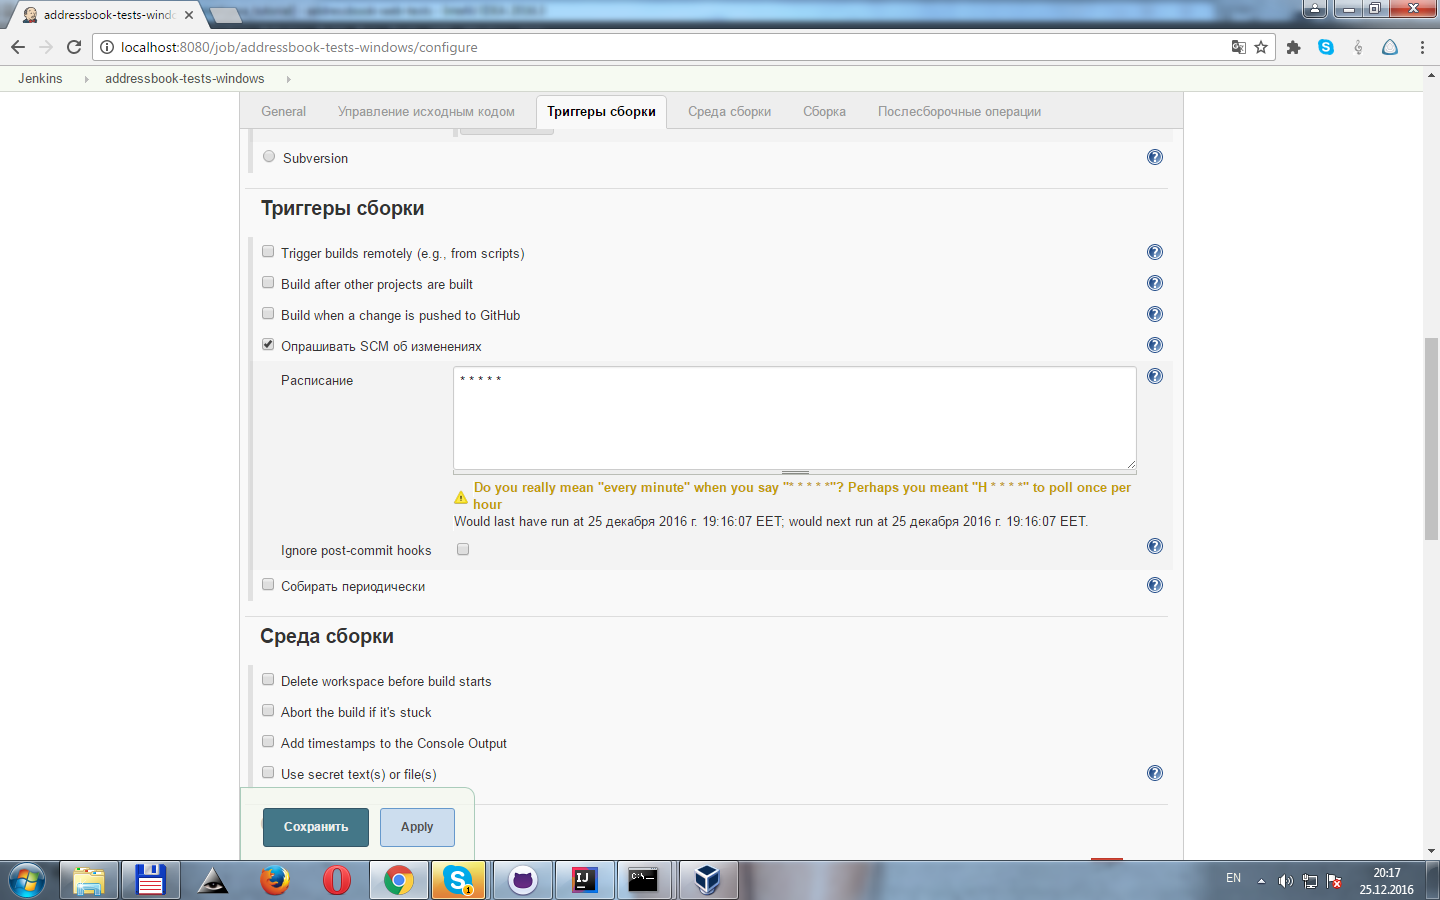 addressbook-tests-windo
localhost:8080/job/addressbook-tests-windows/configure
Jenkins
addressbook-tests-windows
General
Управление исходным кодом
Триггеры сборки
Среда сборки
Сборка
Послесборочные операции
Subversion
Триггеры сборки
Trigger builds remotely (e.g., from scripts)
Build after other projects are built
Build when a change is pushed to GitHub
Опрашивать SCM об изменениях
Расписание
* * * * *
Do you really mean "every minute" when you say "* * * * *"? Perhaps you meant "H * * * *" to poll once per
hour
Would last have run at 25 декабря 2016 г. 19:16:07 EET; would next run at 25 декабря 2016 г. 19:16:07 EET.
Ignore post-commit hooks
Собирать периодически
Среда сборки
Delete workspace before build starts
Abort the build if it's stuck
Add timestamps to the Console Output
Use secret text(s) or file(s)
Сохранить
Apply
EN
20:17
25.12.2016